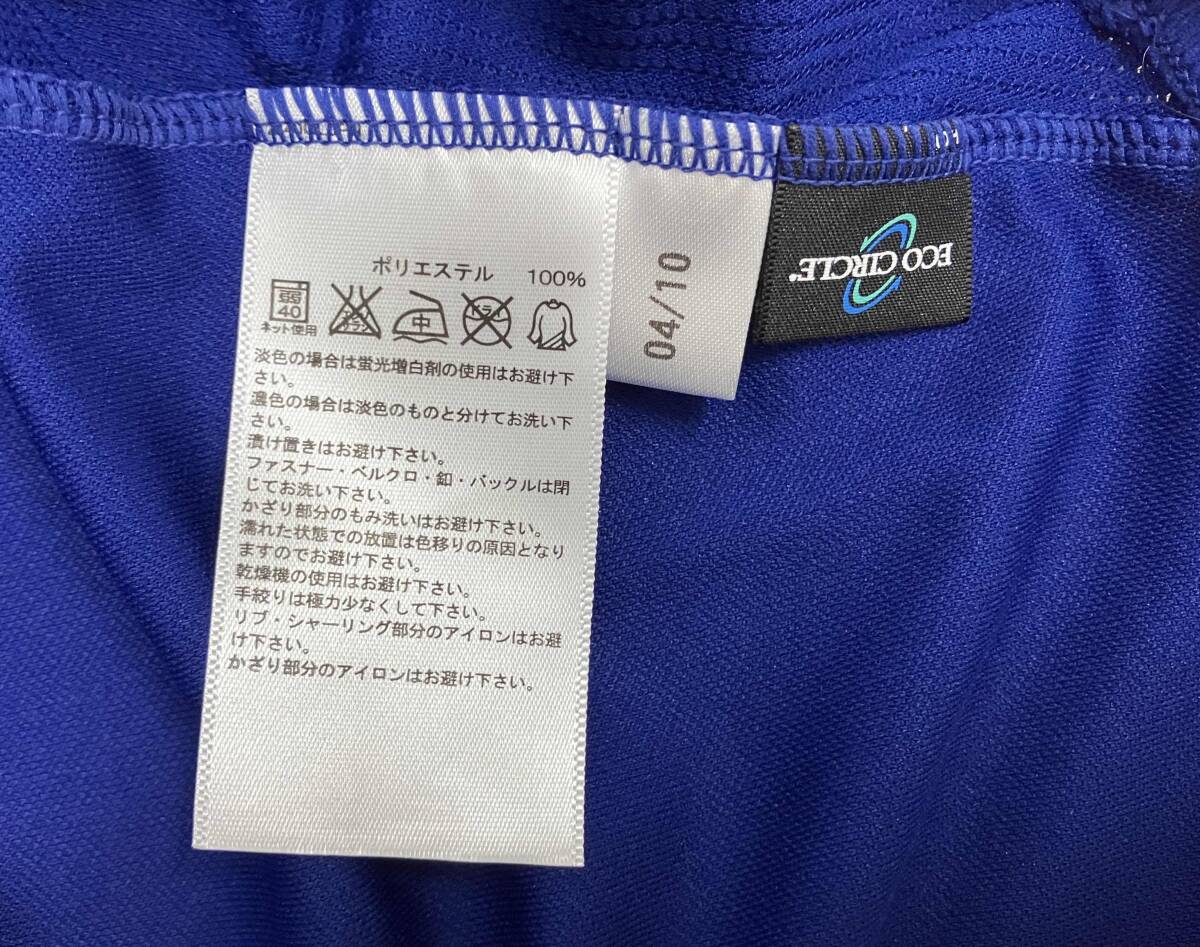 ポリエステル 100%
弱
40
ネット使用
エンソ
サラシ
中
ドライ
淡色の場合は蛍光増白剤の使用はお避け下
さい。
濃色の場合は淡色のものと分けてお洗い下
さい。
漬け置きはお避け下さい。
ファスナー・ベルクロ・釦・バックルは閉
じてお洗い下さい。
かざり部分のもみ洗いはお避け下さい。
濡れた状態での放置は色移りの原因となり
ますのでお避け下さい。
乾燥機の使用はお避け下さい。
手絞りは極力少なくして下さい。
リブ・シャーリング部分のアイロンはお避
け下さい。
かざり部分のアイロンはお避け下さい。
04/10
ECO CIRCLE